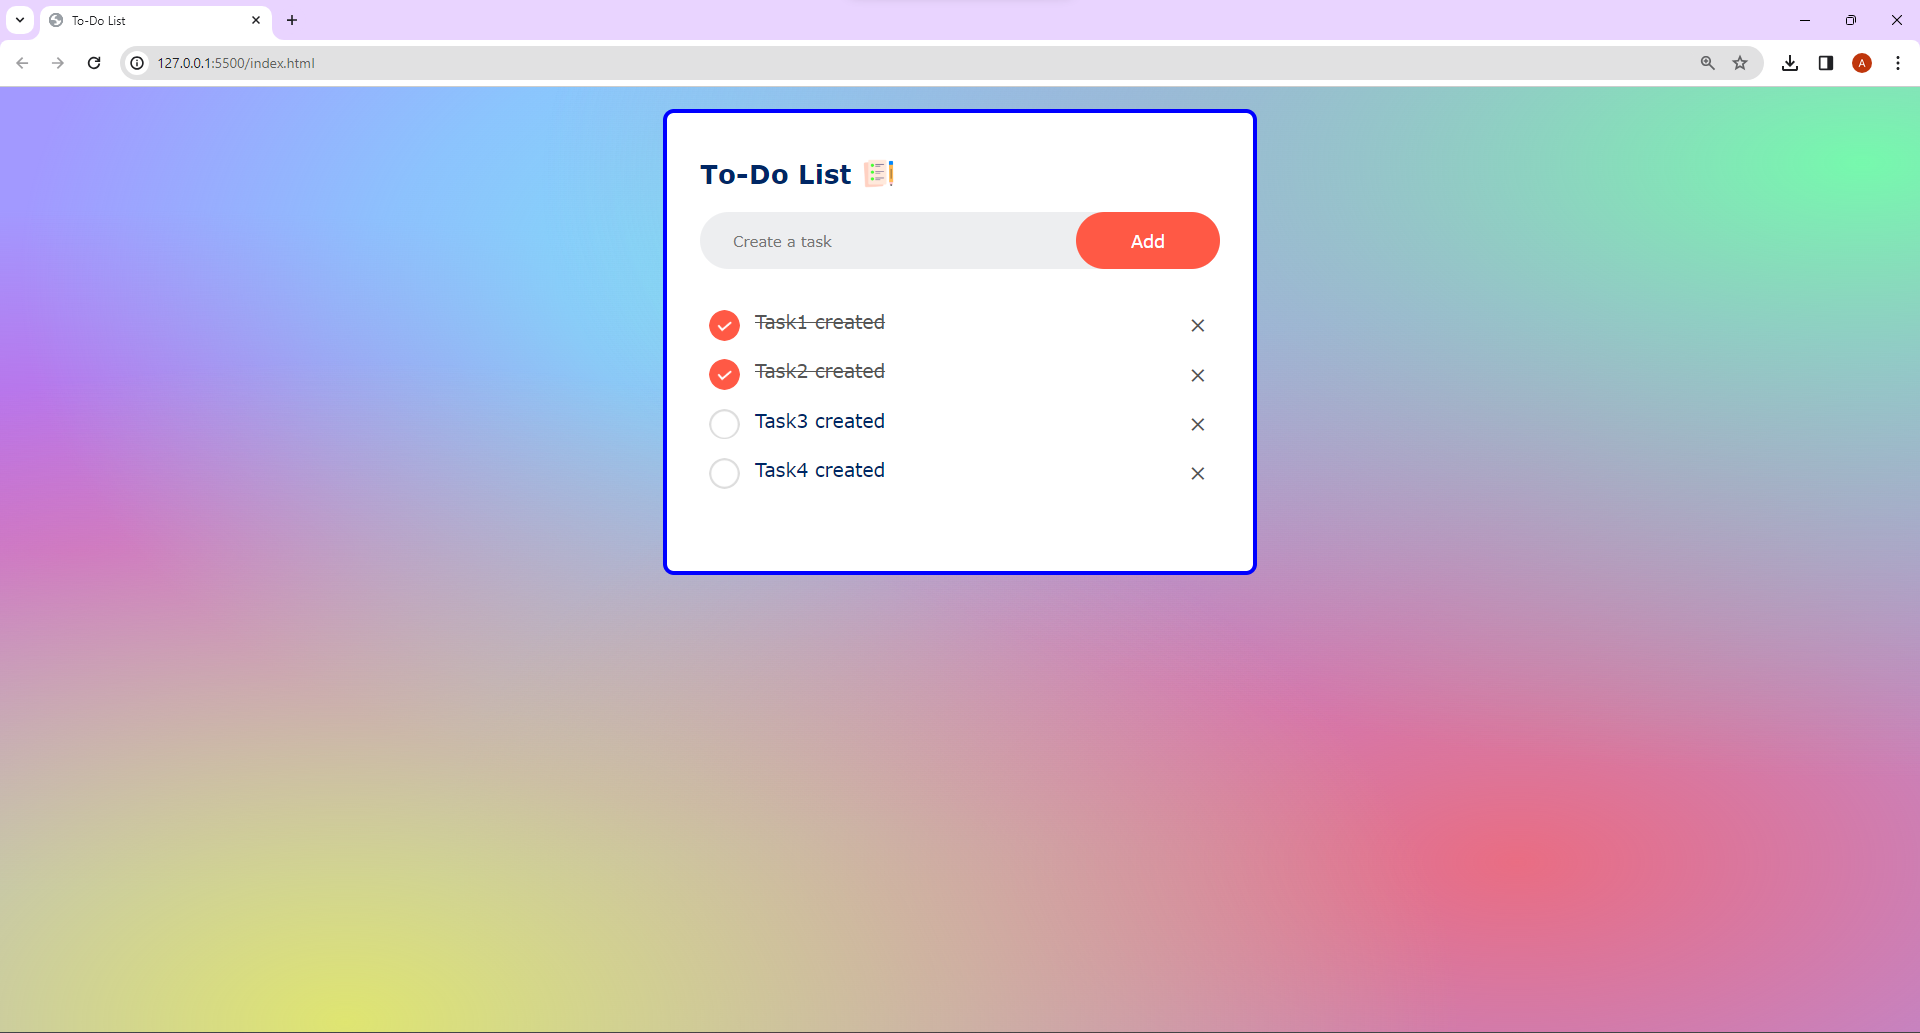 To-Do List
127.0.0.1:5500/index.html
A
To-Do List
Create a task
Add
Task1 created
Task2 created
Task3 created
Task4 created